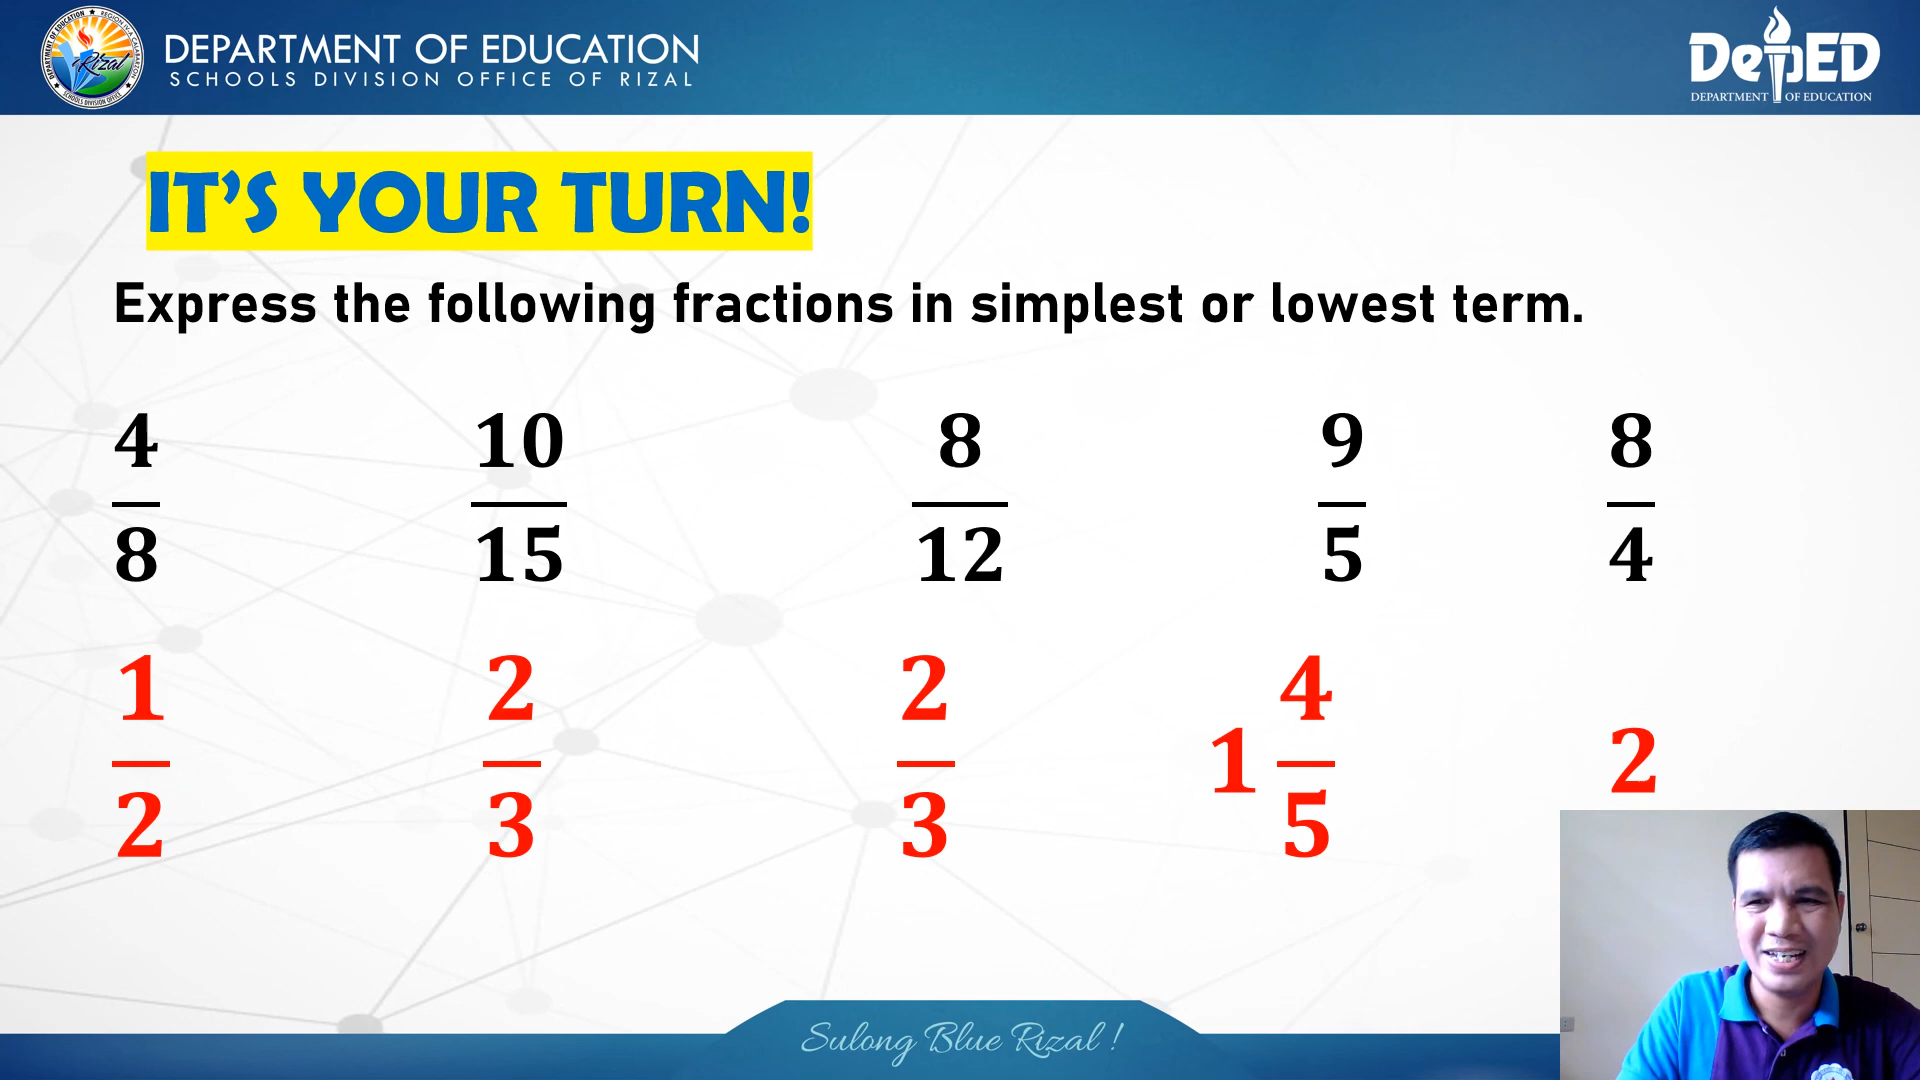 DEPARTMENT OF EDUCATION
SCHOOLS DIVISION OFFICE OF RIZAL
Rizal
DepED
DEPARTMENT OF EDUCATION
IT'S YOUR TURN!
Express the following fractions in simplest or lowest term.
4/8 10/15 8/12 9/5 8/4
1/2 2/3 2/3 1 4/5 2
Sulong Blue Rizal !